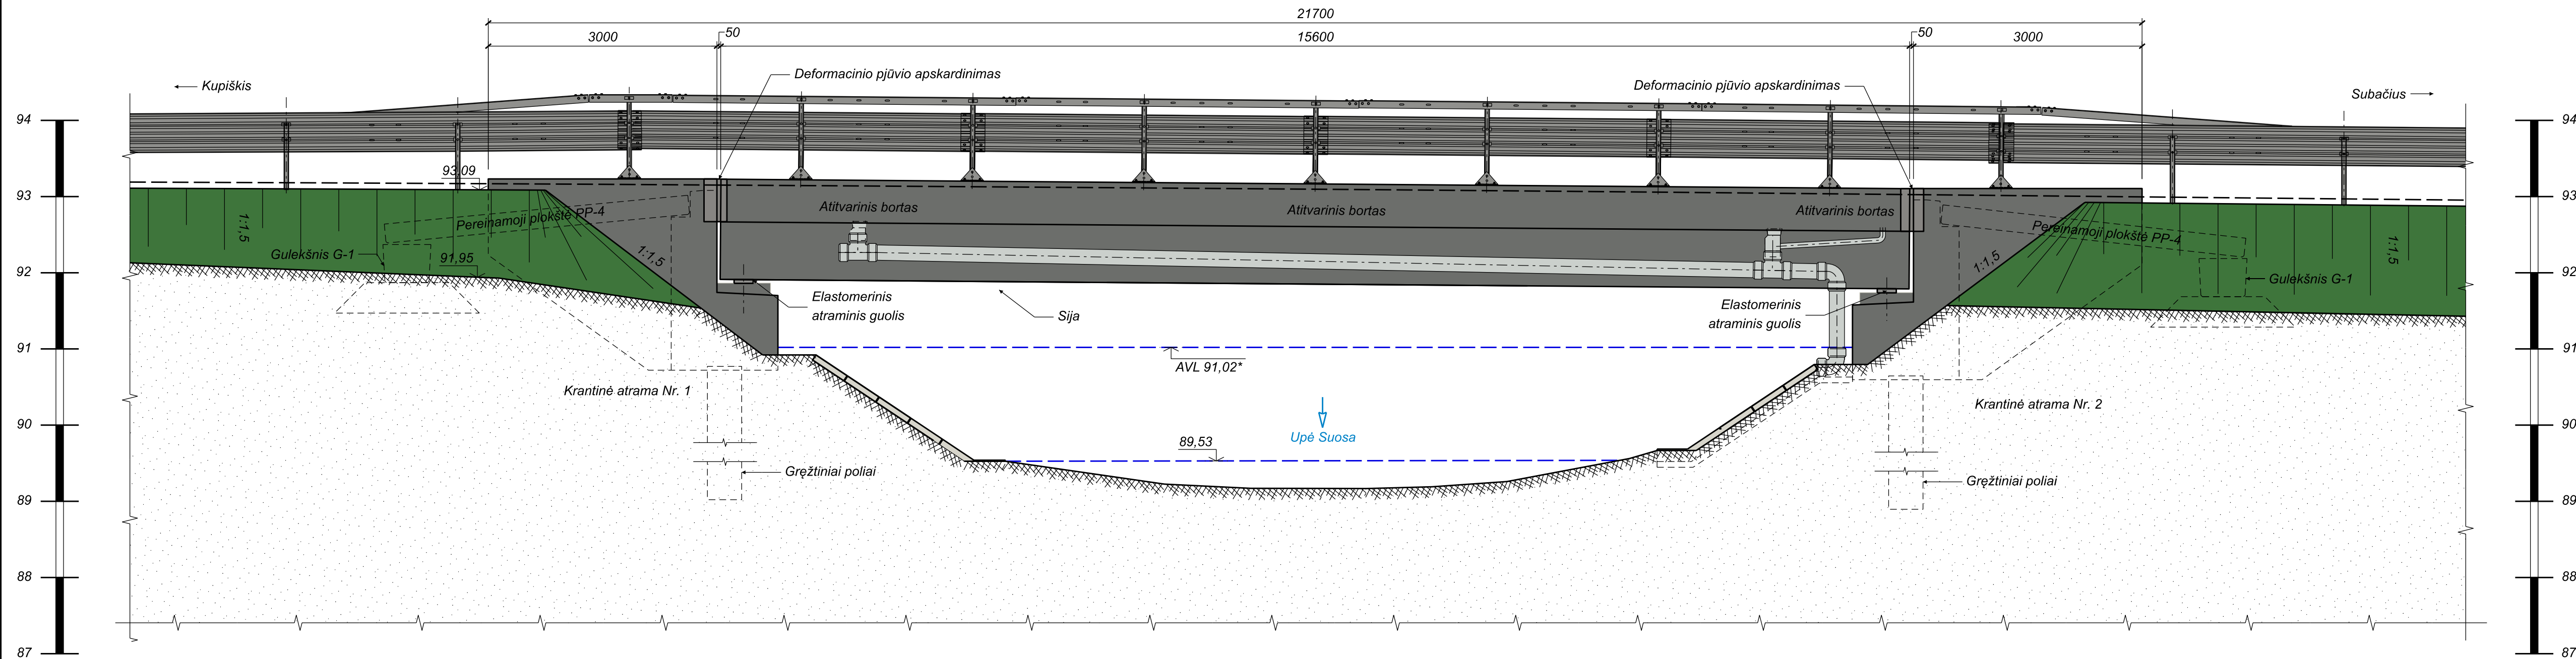 21700
3000
50
15600
50
3000
Deformacinio pjūvio apskardinimas
Deformacinio pjūvio apskardinimas
Kupiškis
Subačius
94
94
93,09
93
93
Atitvarinis bortas
Atitvarinis bortas
Atitvarinis bortas
Pereinamoji plokštė PP-4
Pereinamoji plokštė PP-4
1:1,5
1:1,5
1:1,5
1:1,5
Gulekšnis G-1
Gulekšnis G-1
91,95
92
92
Elastomerinis
atraminis guolis
Sija
Elastomerinis
atraminis guolis
91
91
AVL 91,02*
Krantinė atrama Nr. 1
Krantinė atrama Nr. 2
90
90
Upė Suosa
89,53
Gręžtiniai poliai
Gręžtiniai poliai
89
89
88
88
87
87